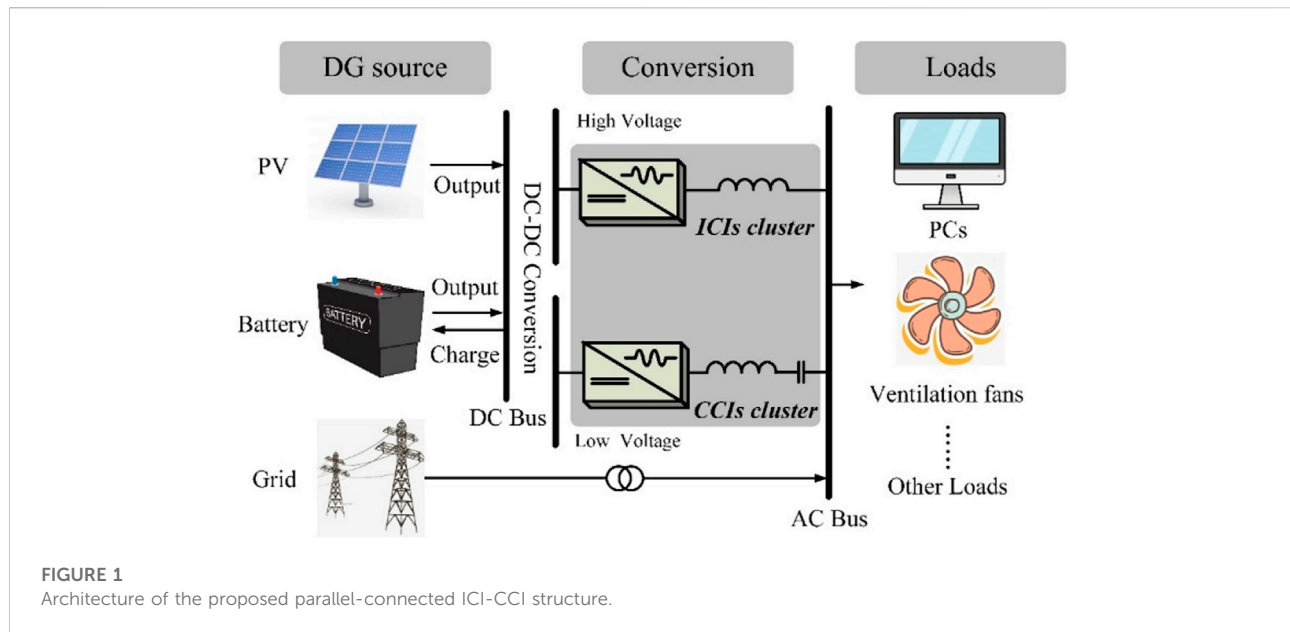 DG source
Conversion
Loads
PV
Output
Battery
BATTERY
Output
Charge
Grid
DC-DC Conversion
DC Bus
High Voltage
ICIs cluster
CCIs cluster
Low Voltage
AC Bus
PCs
Ventilation fans
Other Loads
FIGURE 1
Architecture of the proposed parallel-connected ICI-CCI structure.